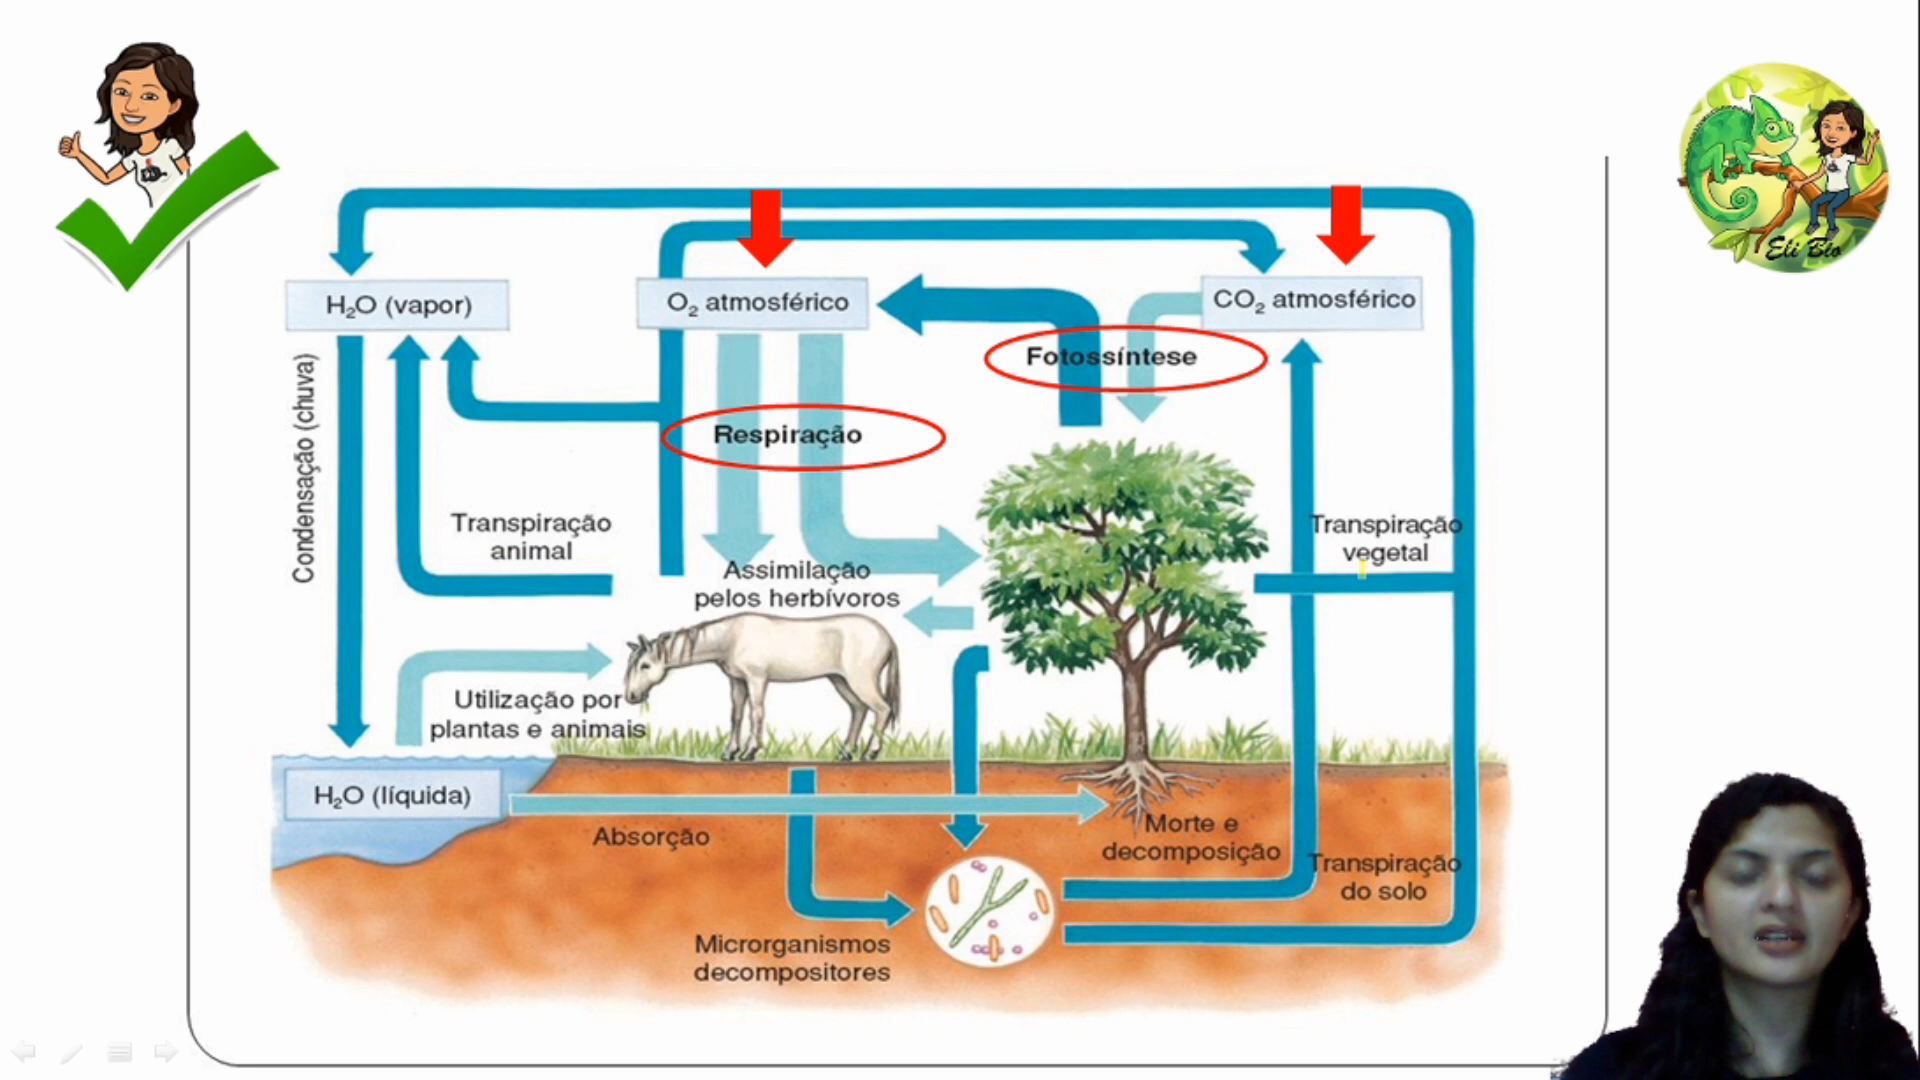 H₂O (vapor)
O₂ atmosférico
CO₂ atmosférico
Fotossíntese
Respiração
Condensação (chuva)
Transpiração
animal
Transpiração
vegetal
Assimilação
pelos herbívoros
Utilização por
plantas e animais
H₂O (líquida)
Absorção
Morte e
decomposição
Transpiração
do solo
Microrganismos
decompositores
Eli Bio